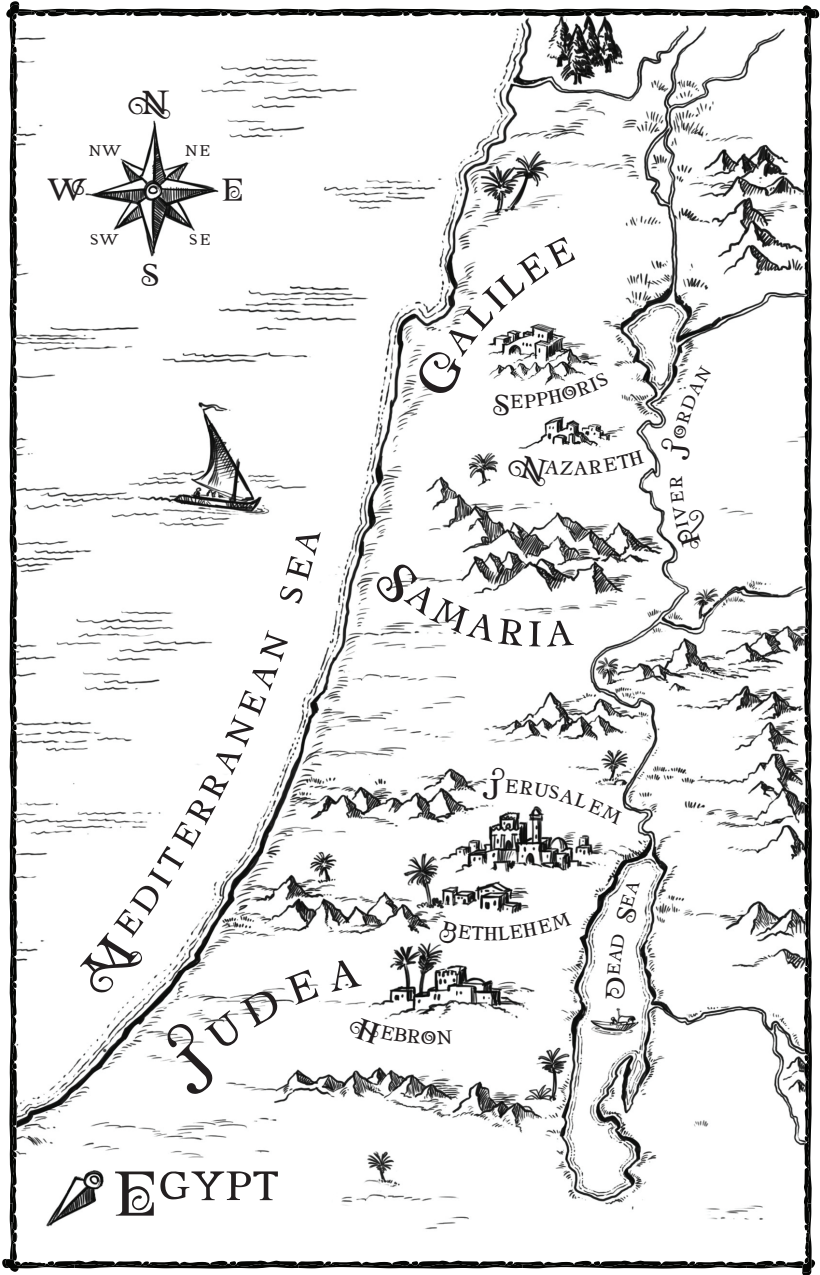 N
NW
NE
W
E
SW
SE
S
GALILEE
SEPPHORIS
RIVER JORDAN
NAZARETH
MEDITERRANEAN SEA
SAMARIA
JERUSALEM
BETHLEHEM
DEAD SEA
JUDEA
HEBRON
EGYPT